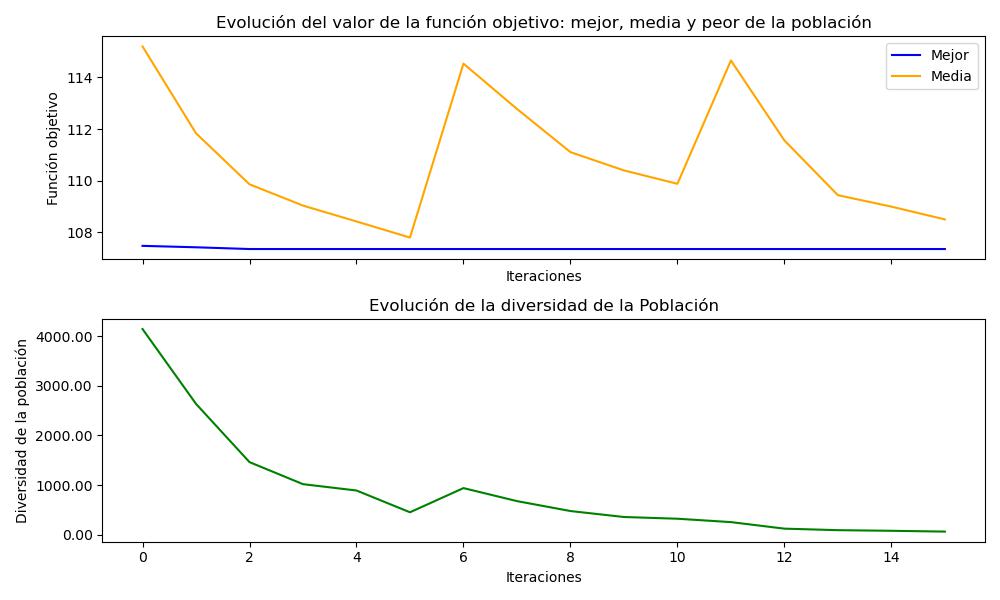 Evolución del valor de la función objetivo: mejor, media y peor de la población
Función objetivo
114
112
110
108
Mejor
Media
Iteraciones
Evolución de la diversidad de la Población
Diversidad de la población
4000.00
3000.00
2000.00
1000.00
0.00
0 2 4 6 8 10 12 14
Iteraciones